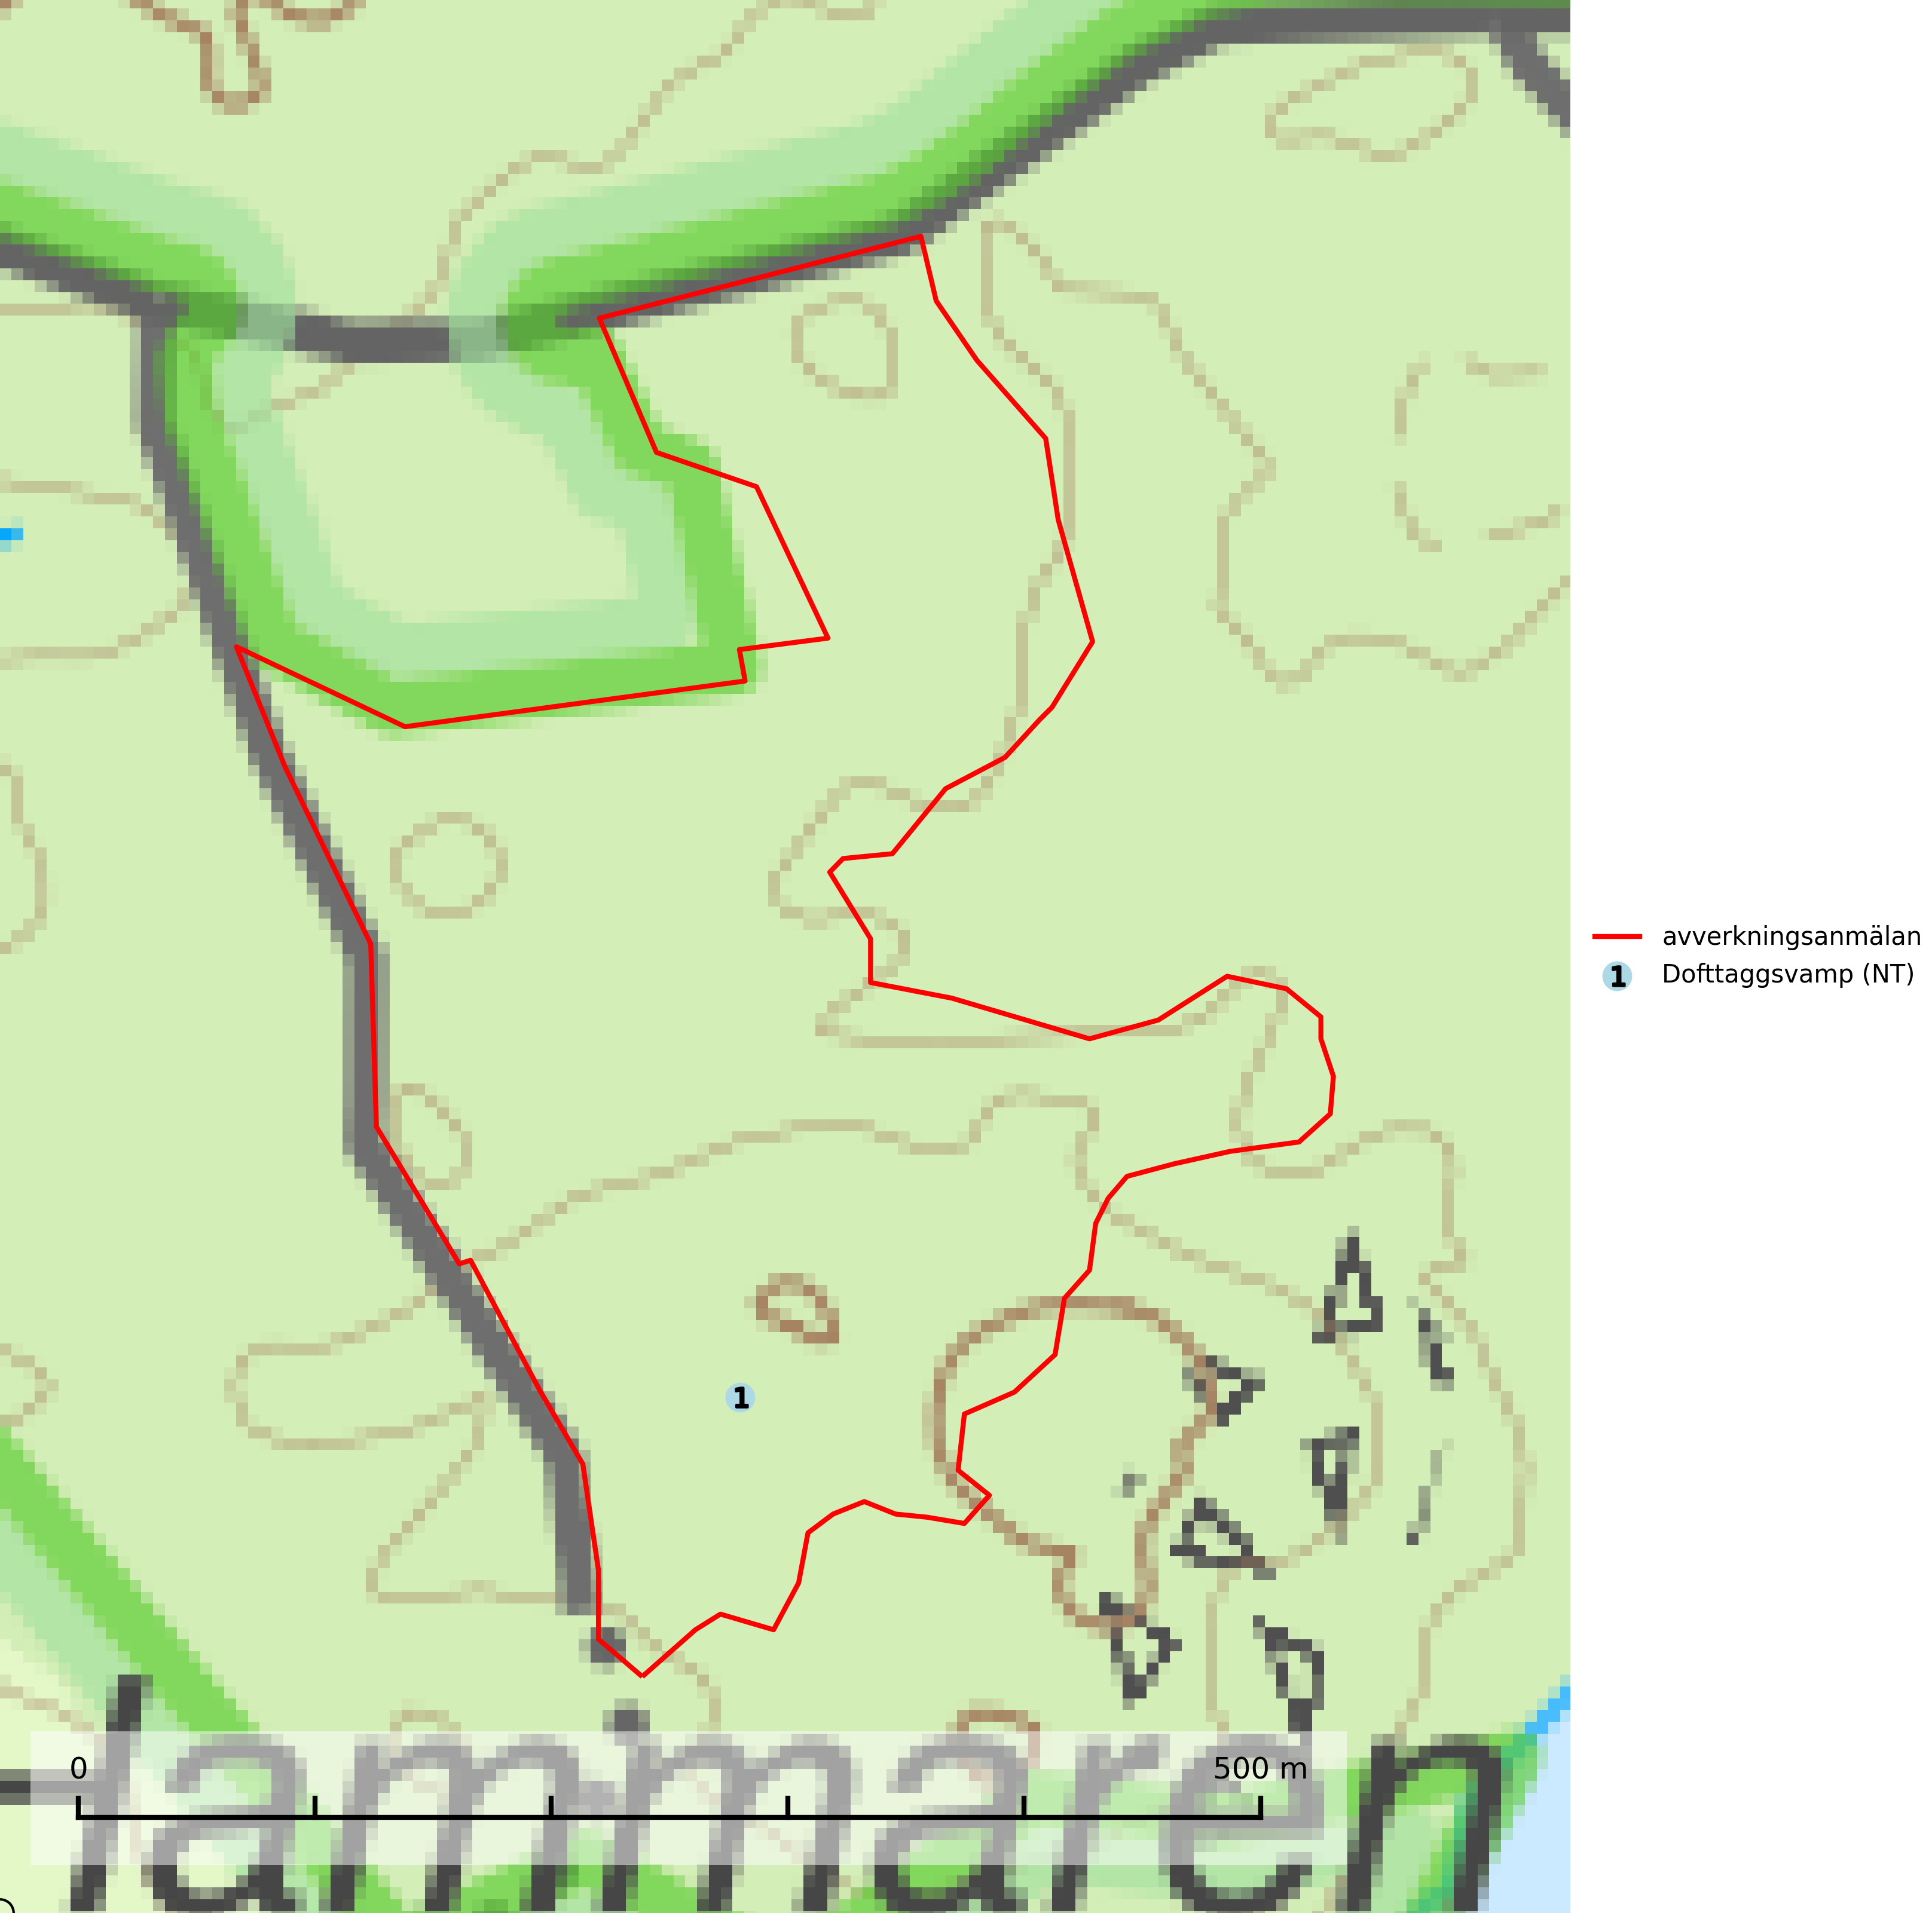 avverkningsanmälan
1 Dofttaggsvamp (NT)
1
0 500 m
lammaren